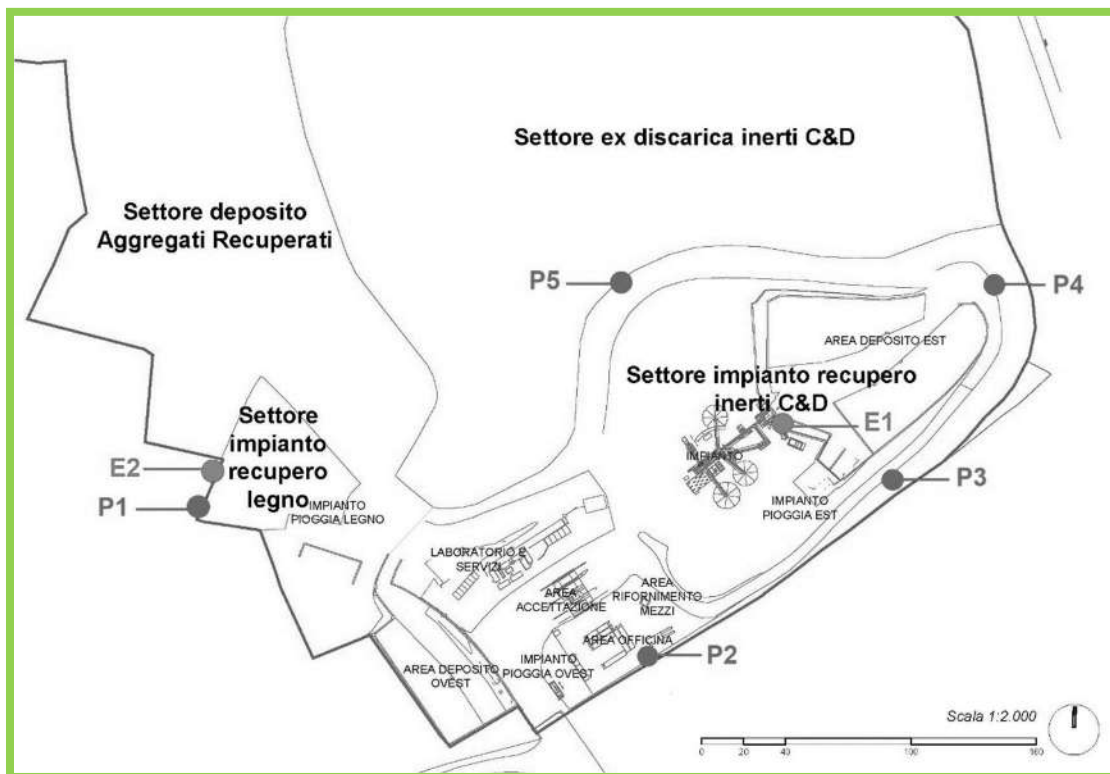 Settore ex discarica inerti C&D
Settore deposito
Aggregati Recuperati
P5
P4
AREA DEPOSITO EST
Settore impianto recupero
inerti C&D
E1
IMPIANTO
Settore
impianto
recupero
legno
E2
P1
IMPIANTO
PIOGGIA LEGNO
P3
IMPIANTO
PIOGGIA EST
LABORATORIO E
SERVIZI
AREA
ACCETTAZIONE
AREA
RIFORNIMENTO
MEZZI
AREA OFFICINA
P2
IMPIANTO
PIOGGIA OVEST
AREA DEPOSITO
OVEST
Scala 1:2.000
0 20 40 100 160